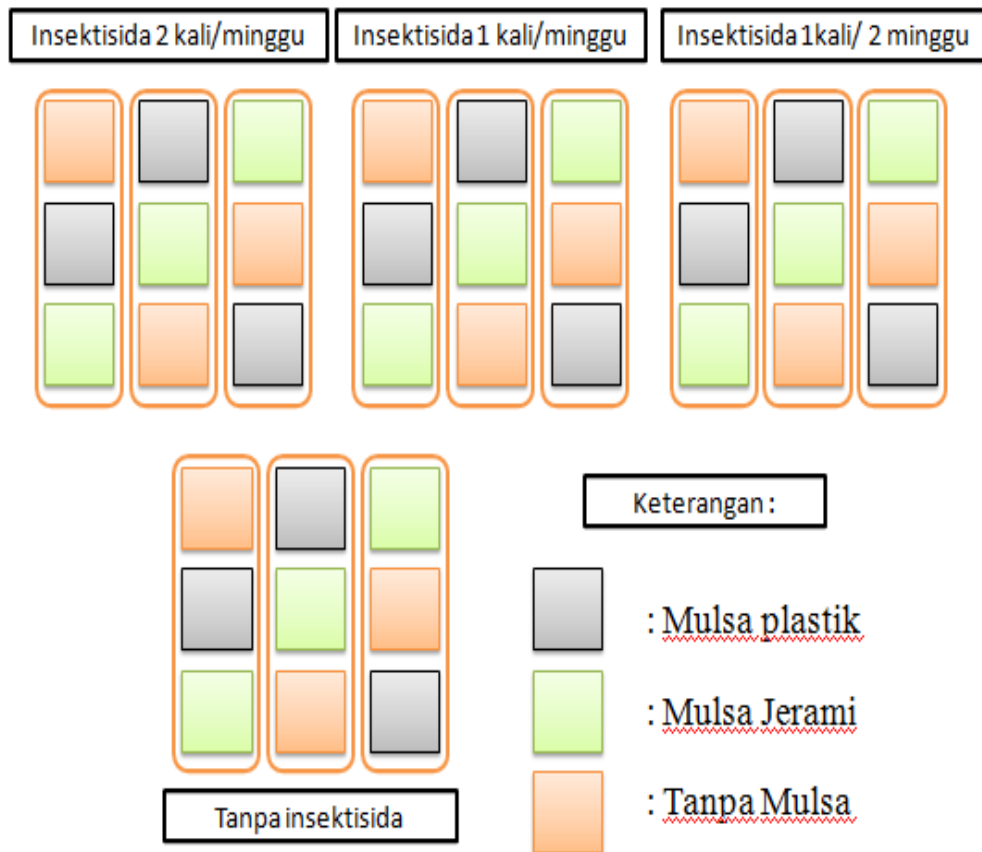 Insektisida 2 kali/minggu
Insektisida 1 kali/minggu
Insektisida 1kali/ 2 minggu
Keterangan :
: Mulsa plastik
: Mulsa Jerami
: Tanpa Mulsa
Tanpa insektisida